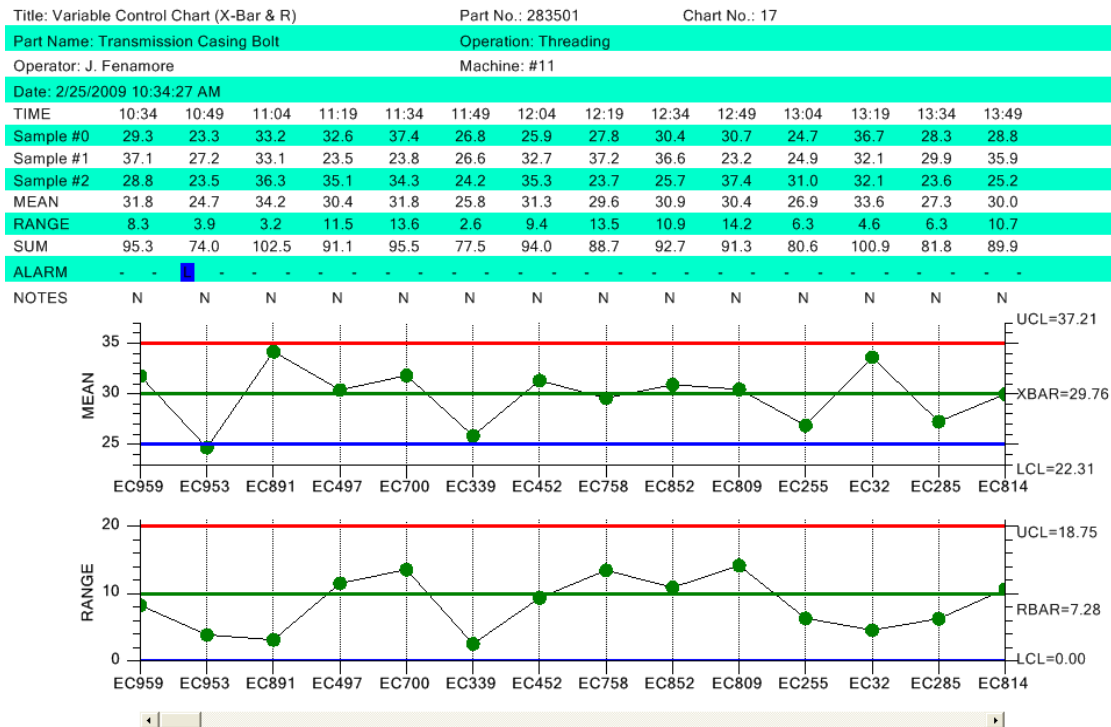 Title: Variable Control Chart (X-Bar & R) Part No.: 283501 Chart No.: 17
Part Name: Transmission Casing Bolt Operation: Threading
Operator: J. Fenamore Machine: #11
Date: 2/25/2009 10:34:27 AM
TIME 10:34 10:49 11:04 11:19 11:34 11:49 12:04 12:19 12:34 12:49 13:04 13:19 13:34 13:49
Sample #0 29.3 23.3 33.2 32.6 37.4 26.8 25.9 27.8 30.4 30.7 24.7 36.7 28.3 28.8
Sample #1 37.1 27.2 33.1 23.5 23.8 26.6 32.7 37.2 36.6 23.2 24.9 32.1 29.9 35.9
Sample #2 28.8 23.5 36.3 35.1 34.3 24.2 35.3 23.7 25.7 37.4 31.0 32.1 23.6 25.2
MEAN 31.8 24.7 34.2 30.4 31.8 25.8 31.3 29.6 30.9 30.4 26.9 33.6 27.3 30.0
RANGE 8.3 3.9 3.2 11.5 13.6 2.6 9.4 13.5 10.9 14.2 6.3 4.6 6.3 10.7
SUM 95.3 74.0 102.5 91.1 95.5 77.5 94.0 88.7 92.7 91.3 80.6 100.9 81.8 89.9
ALARM - - L - - - - - - - - - - - - - - - - - - - - - - - - -
NOTES N N N N N N N N N N N N N N
UCL=37.21
35
MEAN
30
XBAR=29.76
25
LCL=22.31
EC959 EC953 EC891 EC497 EC700 EC339 EC452 EC758 EC852 EC809 EC255 EC32 EC285 EC814
20
UCL=18.75
RANGE
10
RBAR=7.28
0
LCL=0.00
EC959 EC953 EC891 EC497 EC700 EC339 EC452 EC758 EC852 EC809 EC255 EC32 EC285 EC814